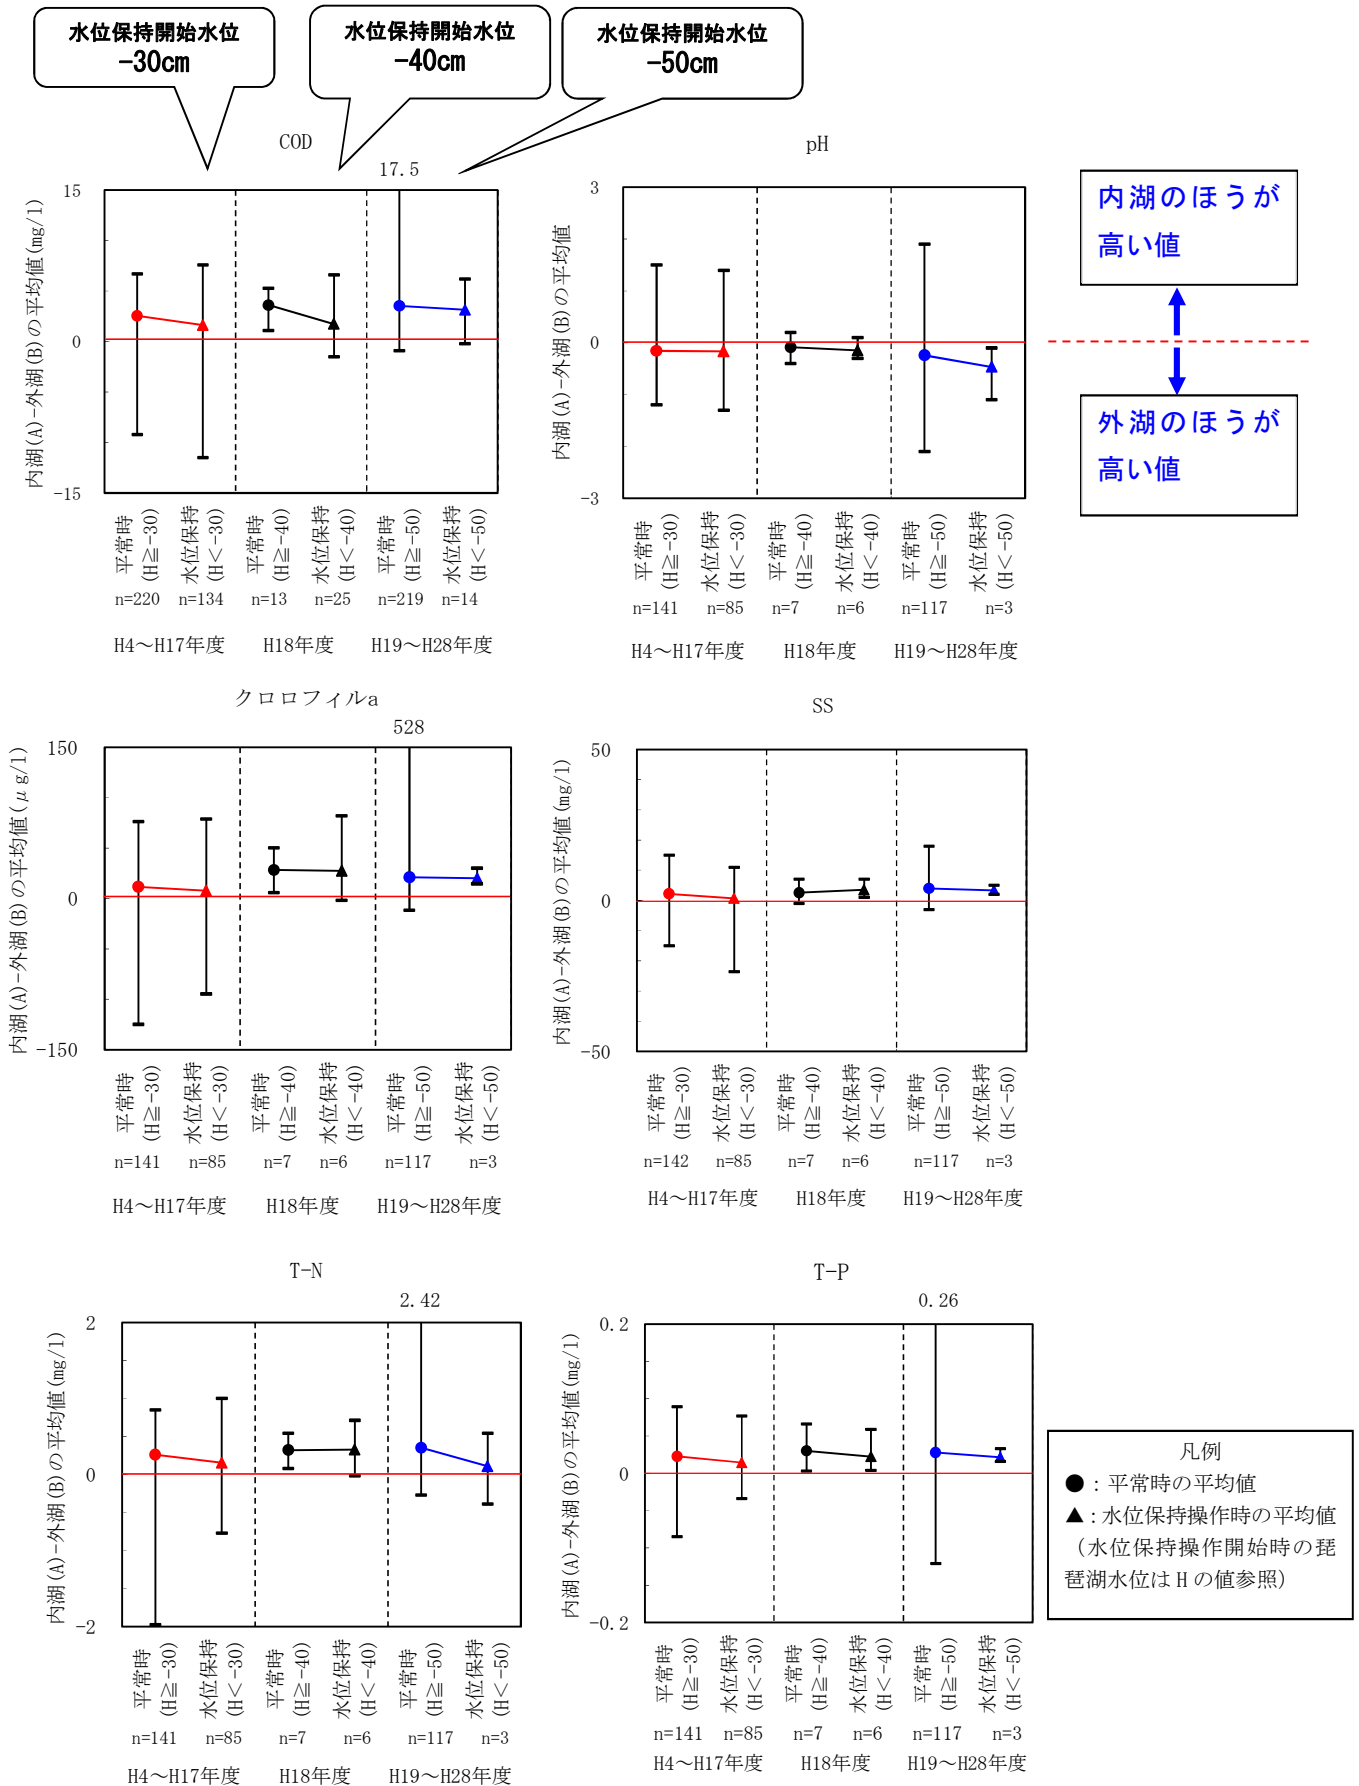 水位保持開始水位
-30cm
水位保持開始水位
-40cm
水位保持開始水位
-50cm
COD
17.5
15
0
-15
内湖(A)-外湖(B)の平均値(mg/l)
平常時
(H≧-30)
水位保持
(H<-30)
平常時
(H≧-40)
水位保持
(H<-40)
平常時
(H≧-50)
水位保持
(H<-50)
n=220
n=134
n=13
n=25
n=219
n=14
H4～H17年度
H18年度
H19～H28年度
pH
3
0
-3
内湖(A)-外湖(B)の平均値
平常時
(H≧-30)
水位保持
(H<-30)
平常時
(H≧-40)
水位保持
(H<-40)
平常時
(H≧-50)
水位保持
(H<-50)
n=141
n=85
n=7
n=6
n=117
n=3
H4～H17年度
H18年度
H19～H28年度
内湖のほうが
高い値
外湖のほうが
高い値
クロロフィルa
528
150
0
-150
内湖(A)-外湖(B)の平均値(μg/l)
平常時
(H≧-30)
水位保持
(H<-30)
平常時
(H≧-40)
水位保持
(H<-40)
平常時
(H≧-50)
水位保持
(H<-50)
n=141
n=85
n=7
n=6
n=117
n=3
H4～H17年度
H18年度
H19～H28年度
SS
50
0
-50
内湖(A)-外湖(B)の平均値(mg/l)
平常時
(H≧-30)
水位保持
(H<-30)
平常時
(H≧-40)
水位保持
(H<-40)
平常時
(H≧-50)
水位保持
(H<-50)
n=142
n=85
n=7
n=6
n=117
n=3
H4～H17年度
H18年度
H19～H28年度
T-N
2.42
2
0
-2
内湖(A)-外湖(B)の平均値(mg/l)
平常時
(H≧-30)
水位保持
(H<-30)
平常時
(H≧-40)
水位保持
(H<-40)
平常時
(H≧-50)
水位保持
(H<-50)
n=141
n=85
n=7
n=6
n=117
n=3
H4～H17年度
H18年度
H19～H28年度
T-P
0.26
0.2
0
-0.2
内湖(A)-外湖(B)の平均値(mg/l)
平常時
(H≧-30)
水位保持
(H<-30)
平常時
(H≧-40)
水位保持
(H<-40)
平常時
(H≧-50)
水位保持
(H<-50)
n=141
n=85
n=7
n=6
n=117
n=3
H4～H17年度
H18年度
H19～H28年度
凡例
●：平常時の平均値
▲：水位保持操作時の平均値
（水位保持操作開始時の琵
琶湖水位はHの値参照）